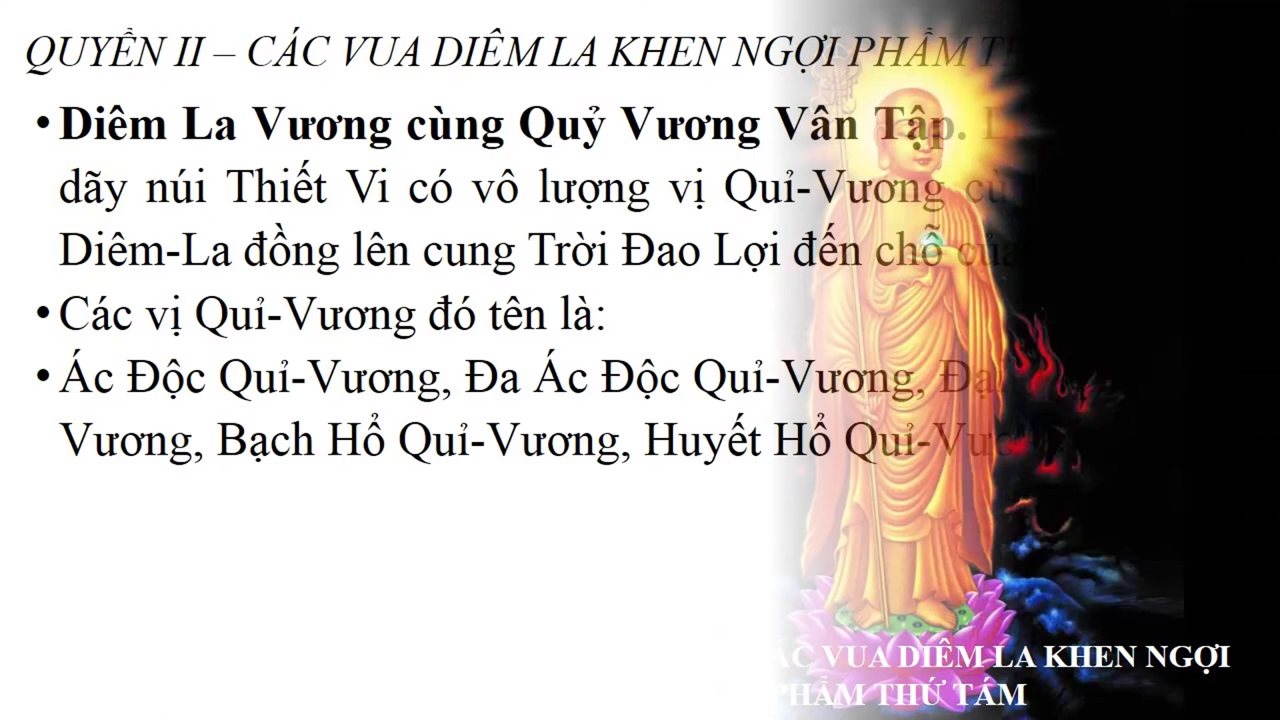 QUYỂN II – CÁC VUA DIÊM LA KHEN NGỢI PHẨM
• Diêm La Vương cùng Quỷ Vương Vân Tập.
dãy núi Thiết Vi có vô lượng vị Quỉ-Vương
Diêm-La đồng lên cung Trời Đao Lợi đến chỗ của
• Các vị Quỉ-Vương đó tên là:
• Ác Độc Quỉ-Vương, Đa Ác Độc Quỉ-Vương,
Vương, Bạch Hổ Quỉ-Vương, Huyết Hổ Quỉ-Vương
VUA DIÊM LA KHEN NGỢI
PHẨM THỨ TÁM